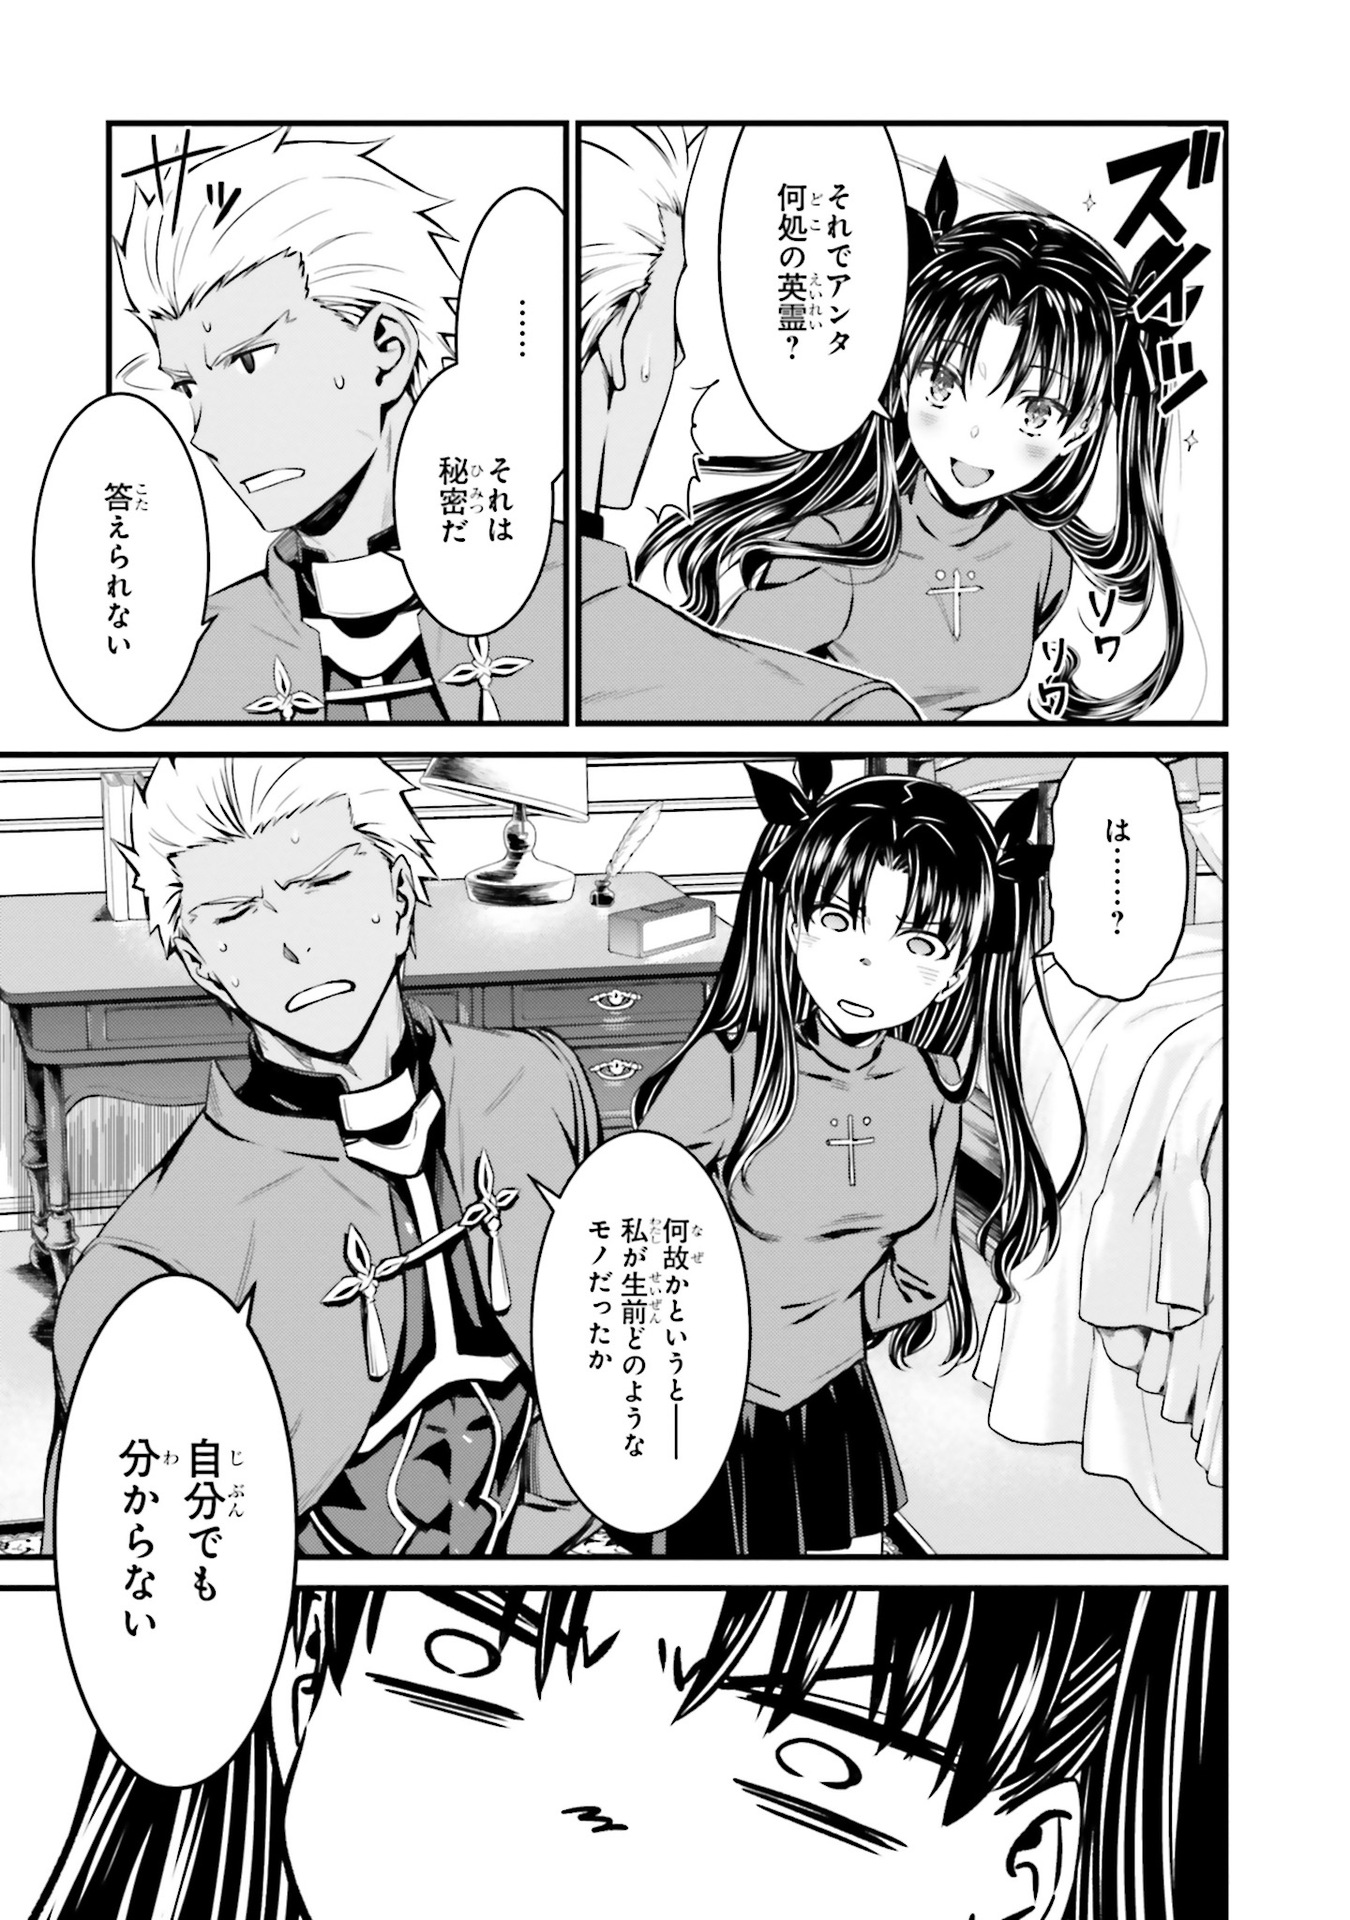 ズイッ
それでアンタ
何処の英霊?
ソワ
ソワ
……
それは
秘密だ
答えられない
は……?
何故かというと――
私が生前どのような
モノだったか
自分でも
分からない